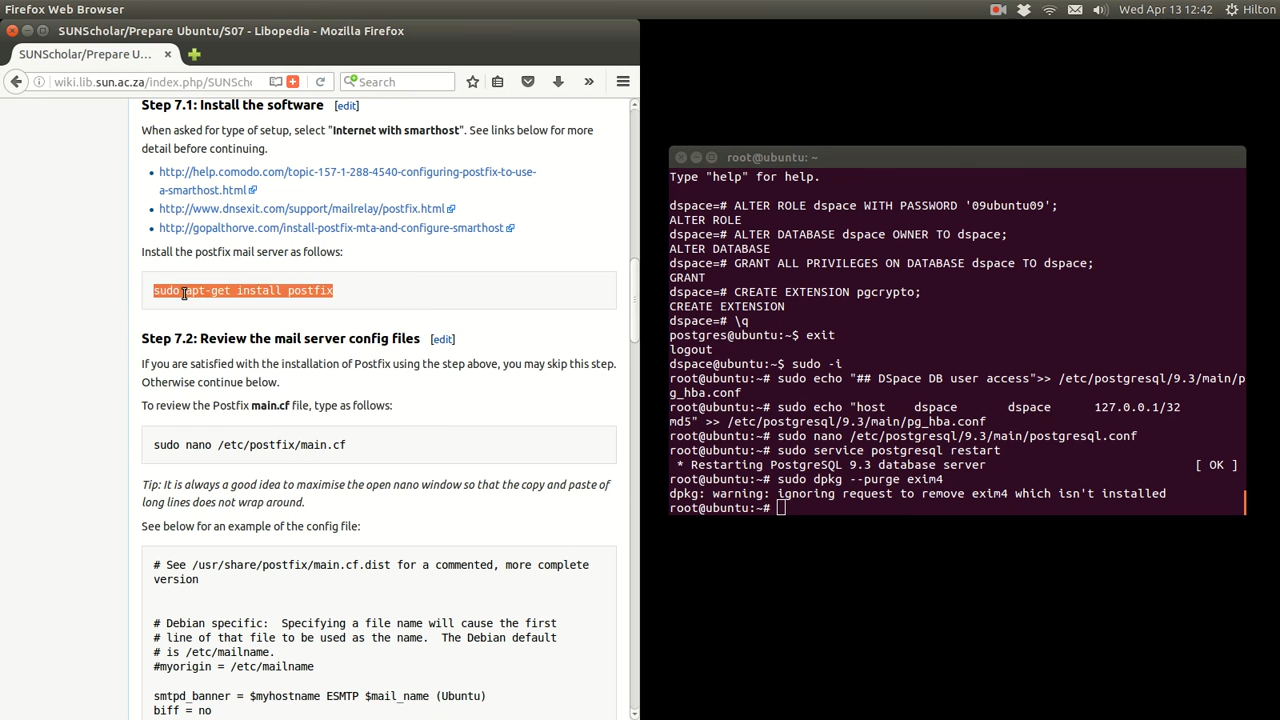 Firefox Web Browser
Wed Apr 13 12:42
Hilton
SUNScholar/Prepare Ubuntu/S07 - Libopedia - Mozilla Firefox
SUNScholar/Prepare U...
wiki.lib.sun.ac.za/index.php/SUNScho
Search
Step 7.1: Install the software [edit]
When asked for type of setup, select "Internet with smarthost". See links below for more
detail before continuing.
http://help.comodo.com/topic-157-1-288-4540-configuring-postfix-to-use-
a-smarthost.html
http://www.dnsexit.com/support/mailrelay/postfix.html
http://gopalthorve.com/install-postfix-mta-and-configure-smarthost
Install the postfix mail server as follows:
sudo apt-get install postfix
Step 7.2: Review the mail server config files [edit]
If you are satisfied with the installation of Postfix using the step above, you may skip this step.
Otherwise continue below.
To review the Postfix main.cf file, type as follows:
sudo nano /etc/postfix/main.cf
Tip: It is always a good idea to maximise the open nano window so that the copy and paste of
long lines does not wrap around.
See below for an example of the config file:
# See /usr/share/postfix/main.cf.dist for a commented, more complete
version
# Debian specific:  Specifying a file name will cause the first
# line of that file to be used as the name.  The Debian default
# is /etc/mailname.
#myorigin = /etc/mailname
smtpd_banner = $myhostname ESMTP $mail_name (Ubuntu)
biff = no
root@ubuntu: ~
Type "help" for help.
dspace=# ALTER ROLE dspace WITH PASSWORD '09ubuntu09';
ALTER ROLE
dspace=# ALTER DATABASE dspace OWNER TO dspace;
ALTER DATABASE
dspace=# GRANT ALL PRIVILEGES ON DATABASE dspace TO dspace;
GRANT
dspace=# CREATE EXTENSION pgcrypto;
CREATE EXTENSION
dspace=# \q
postgres@ubuntu:~$ exit
logout
dspace@ubuntu:~$ sudo -i
root@ubuntu:~# sudo echo "## DSpace DB user access">> /etc/postgresql/9.3/main/p
g_hba.conf
root@ubuntu:~# sudo echo "host    dspace       dspace      127.0.0.1/32
md5" >> /etc/postgresql/9.3/main/pg_hba.conf
root@ubuntu:~# sudo nano /etc/postgresql/9.3/main/postgresql.conf
root@ubuntu:~# sudo service postgresql restart
* Restarting PostgreSQL 9.3 database server [ OK ]
root@ubuntu:~# sudo dpkg --purge exim4
dpkg: warning: ignoring request to remove exim4 which isn't installed
root@ubuntu:~#